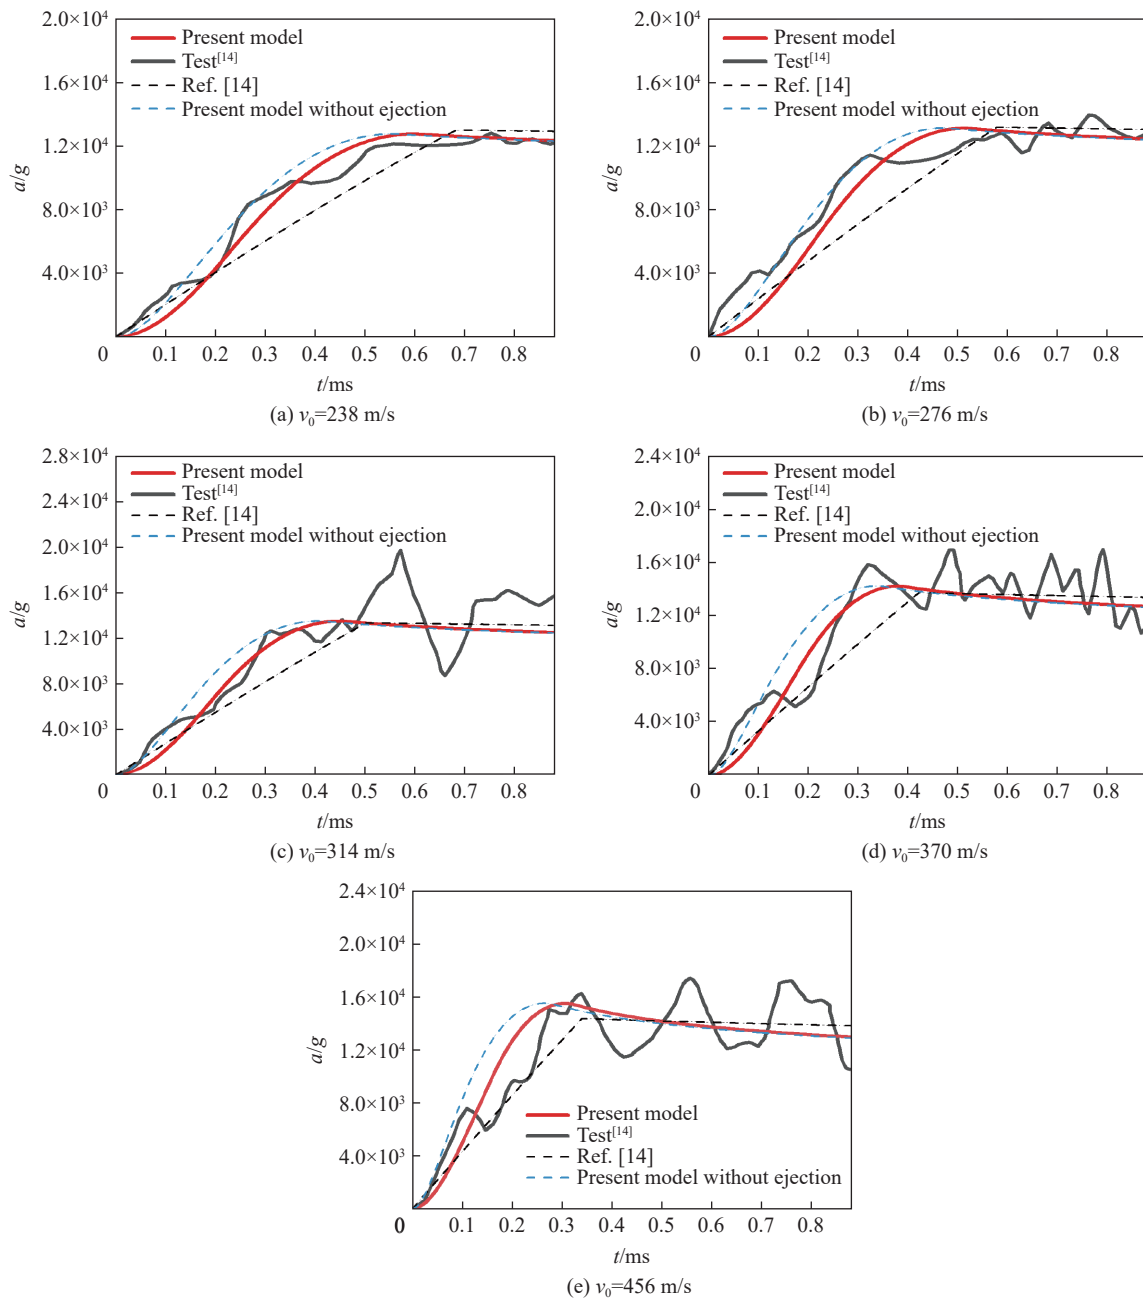 2.0×10⁴
1.6×10⁴
1.2×10⁴
8.0×10³
4.0×10³
0
a/g
Present model
Test[14]
Ref. [14]
Present model without ejection
0.1 0.2 0.3 0.4 0.5 0.6 0.7 0.8
t/ms
(a) v₀=238 m/s
2.0×10⁴
1.6×10⁴
1.2×10⁴
8.0×10³
4.0×10³
0
a/g
Present model
Test[14]
Ref. [14]
Present model without ejection
0.1 0.2 0.3 0.4 0.5 0.6 0.7 0.8
t/ms
(b) v₀=276 m/s
2.8×10⁴
2.4×10⁴
2.0×10⁴
1.6×10⁴
1.2×10⁴
8.0×10³
4.0×10³
0
a/g
Present model
Test[14]
Ref. [14]
Present model without ejection
0.1 0.2 0.3 0.4 0.5 0.6 0.7 0.8
t/ms
(c) v₀=314 m/s
2.4×10⁴
2.0×10⁴
1.6×10⁴
1.2×10⁴
8.0×10³
4.0×10³
0
a/g
Present model
Test[14]
Ref. [14]
Present model without ejection
0.1 0.2 0.3 0.4 0.5 0.6 0.7 0.8
t/ms
(d) v₀=370 m/s
2.4×10⁴
2.0×10⁴
1.6×10⁴
1.2×10⁴
8.0×10³
4.0×10³
0
a/g
Present model
Test[14]
Ref. [14]
Present model without ejection
0.1 0.2 0.3 0.4 0.5 0.6 0.7 0.8
t/ms
(e) v₀=456 m/s